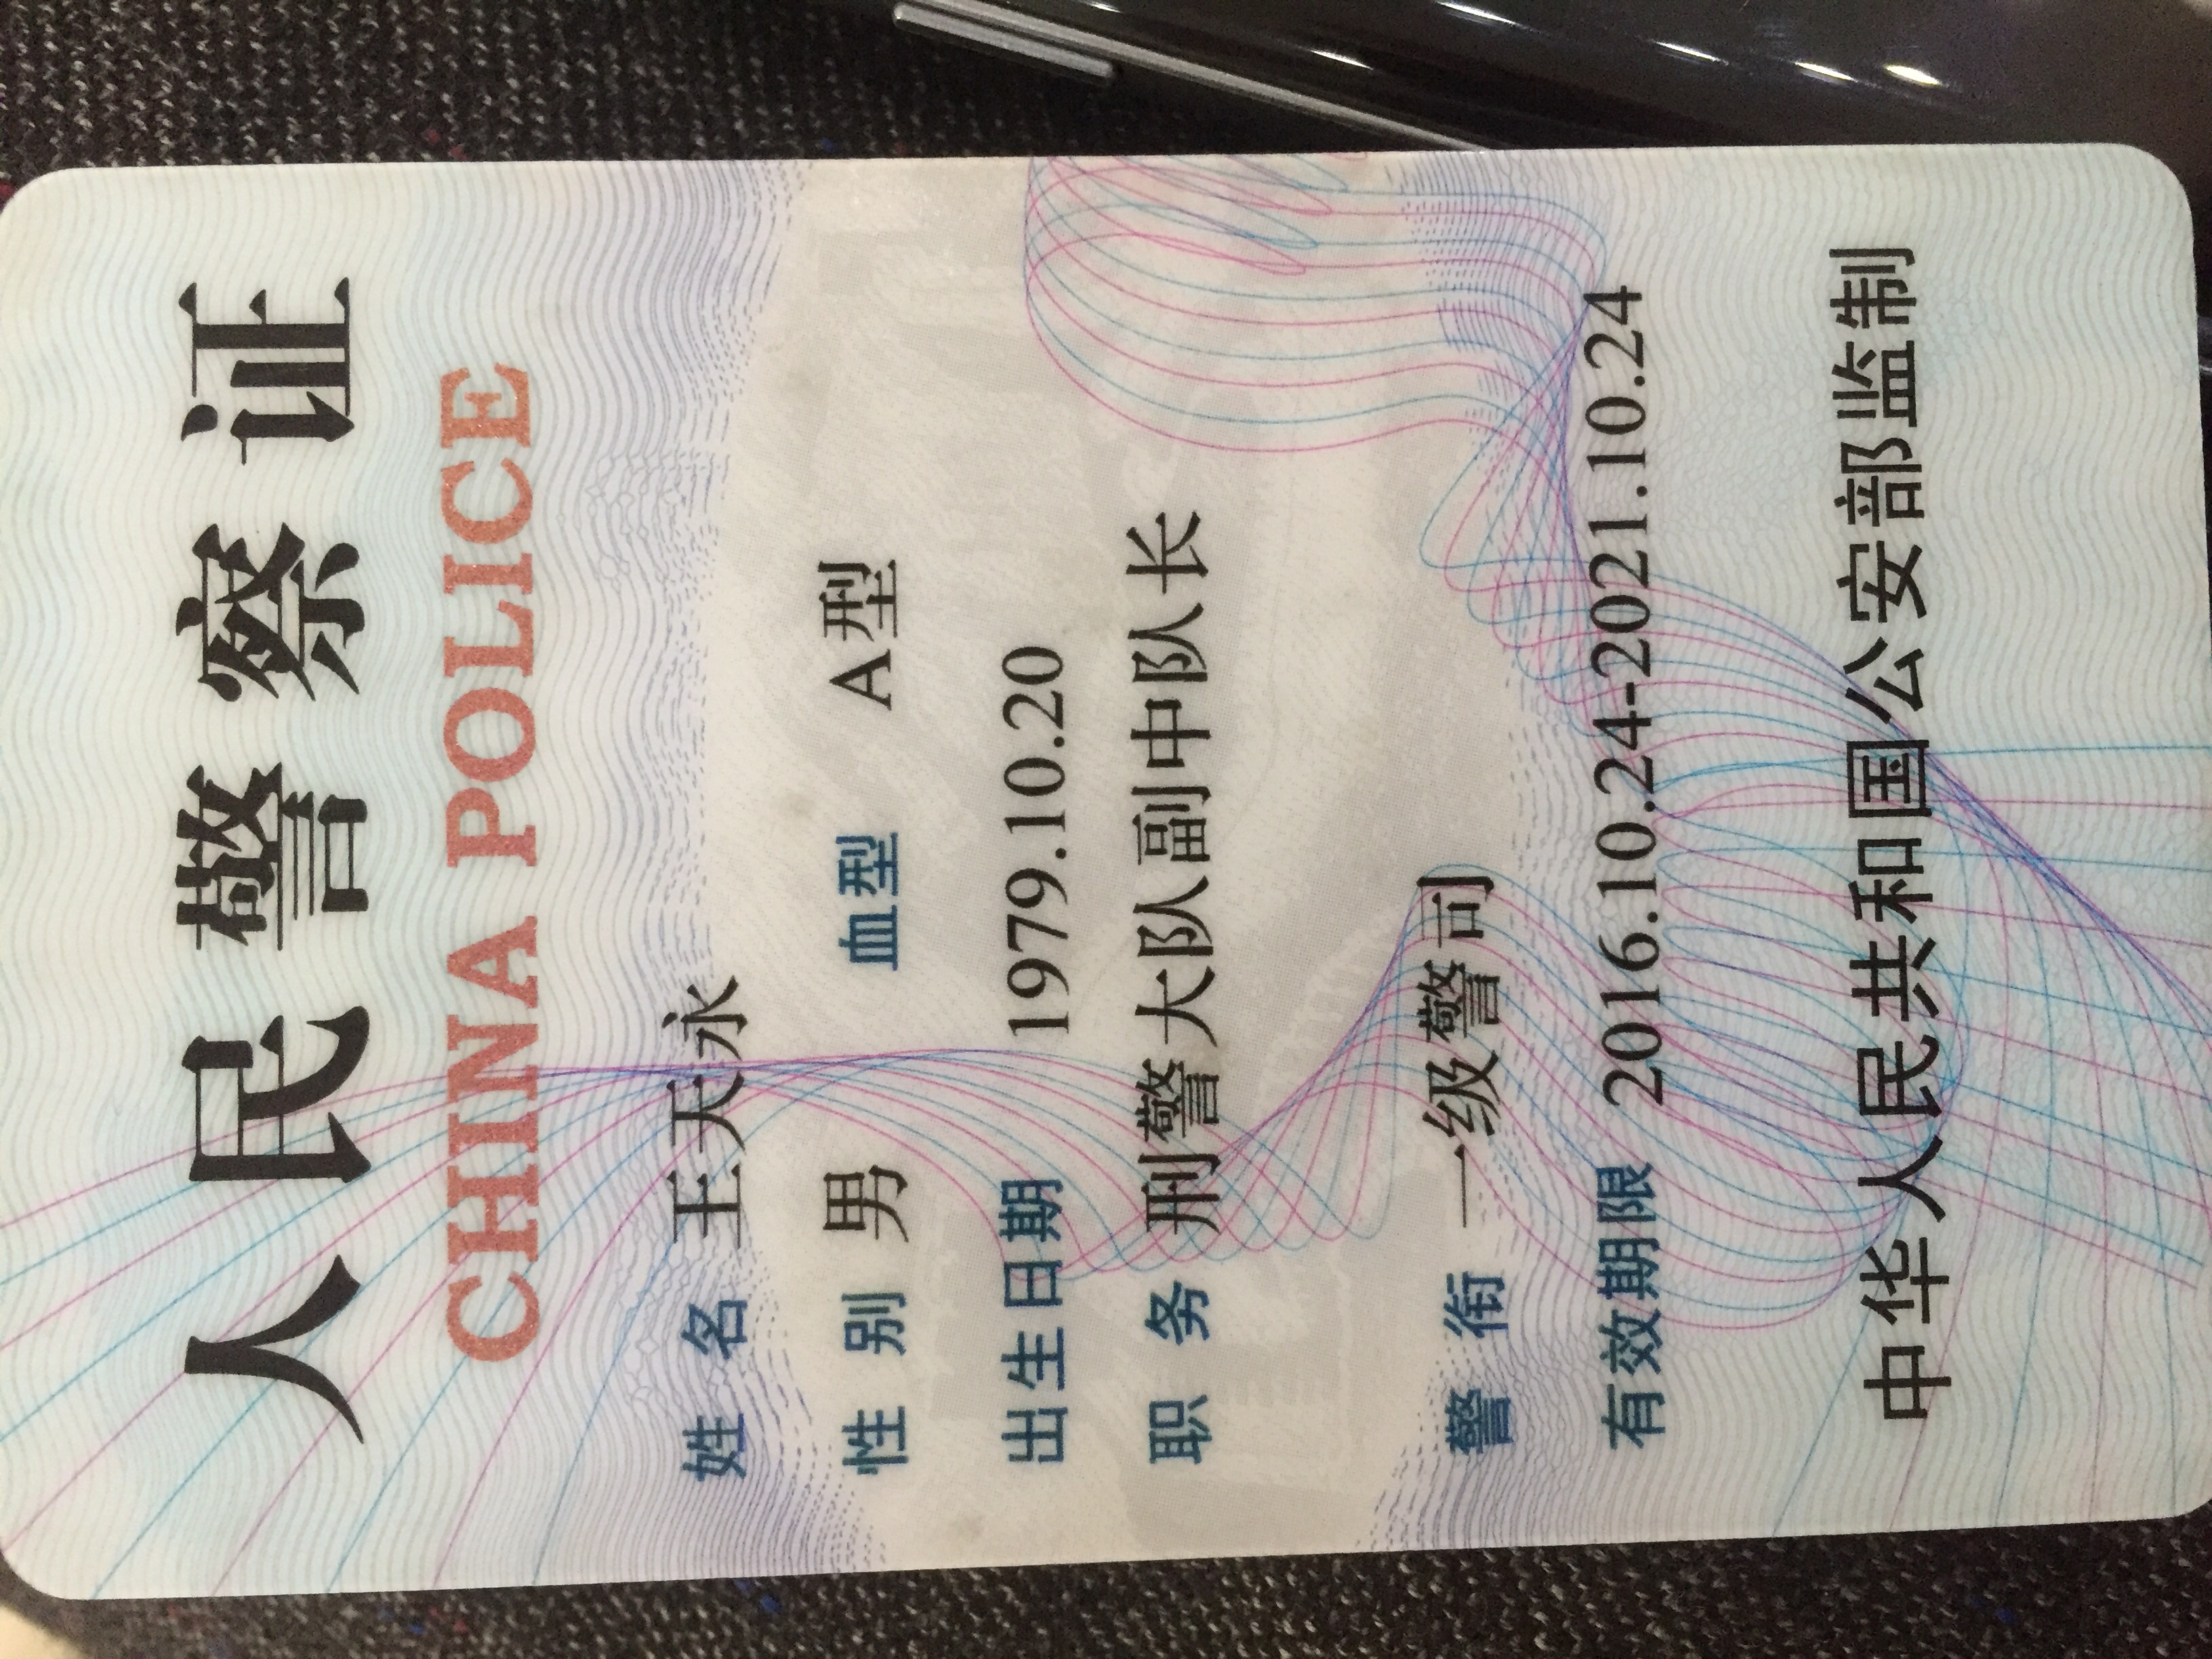 人民警察证
CHINA POLICE
姓 名 王天永
性 别 男 血型 A型
出生日期 1979.10.20
职 务 刑警大队副中队长
警 衔 一级警司
有效期限 2016.10.24-2021.10.24
中华人民共和国公安部监制